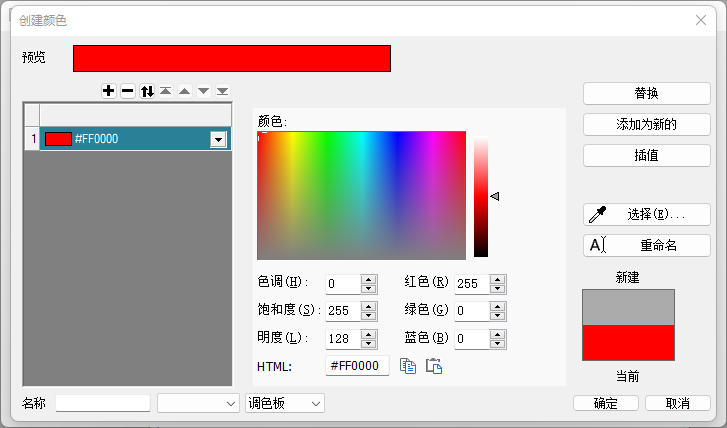 创建颜色
预览
替换
添加为新的
插值
选择(E)...
重命名
新建
当前
1 #FF0000
颜色:
色调(H): 0 红色(R) 255
饱和度(S): 255 绿色(G) 0
明度(L): 128 蓝色(B) 0
HTML: #FF0000
名称 调色板 确定 取消